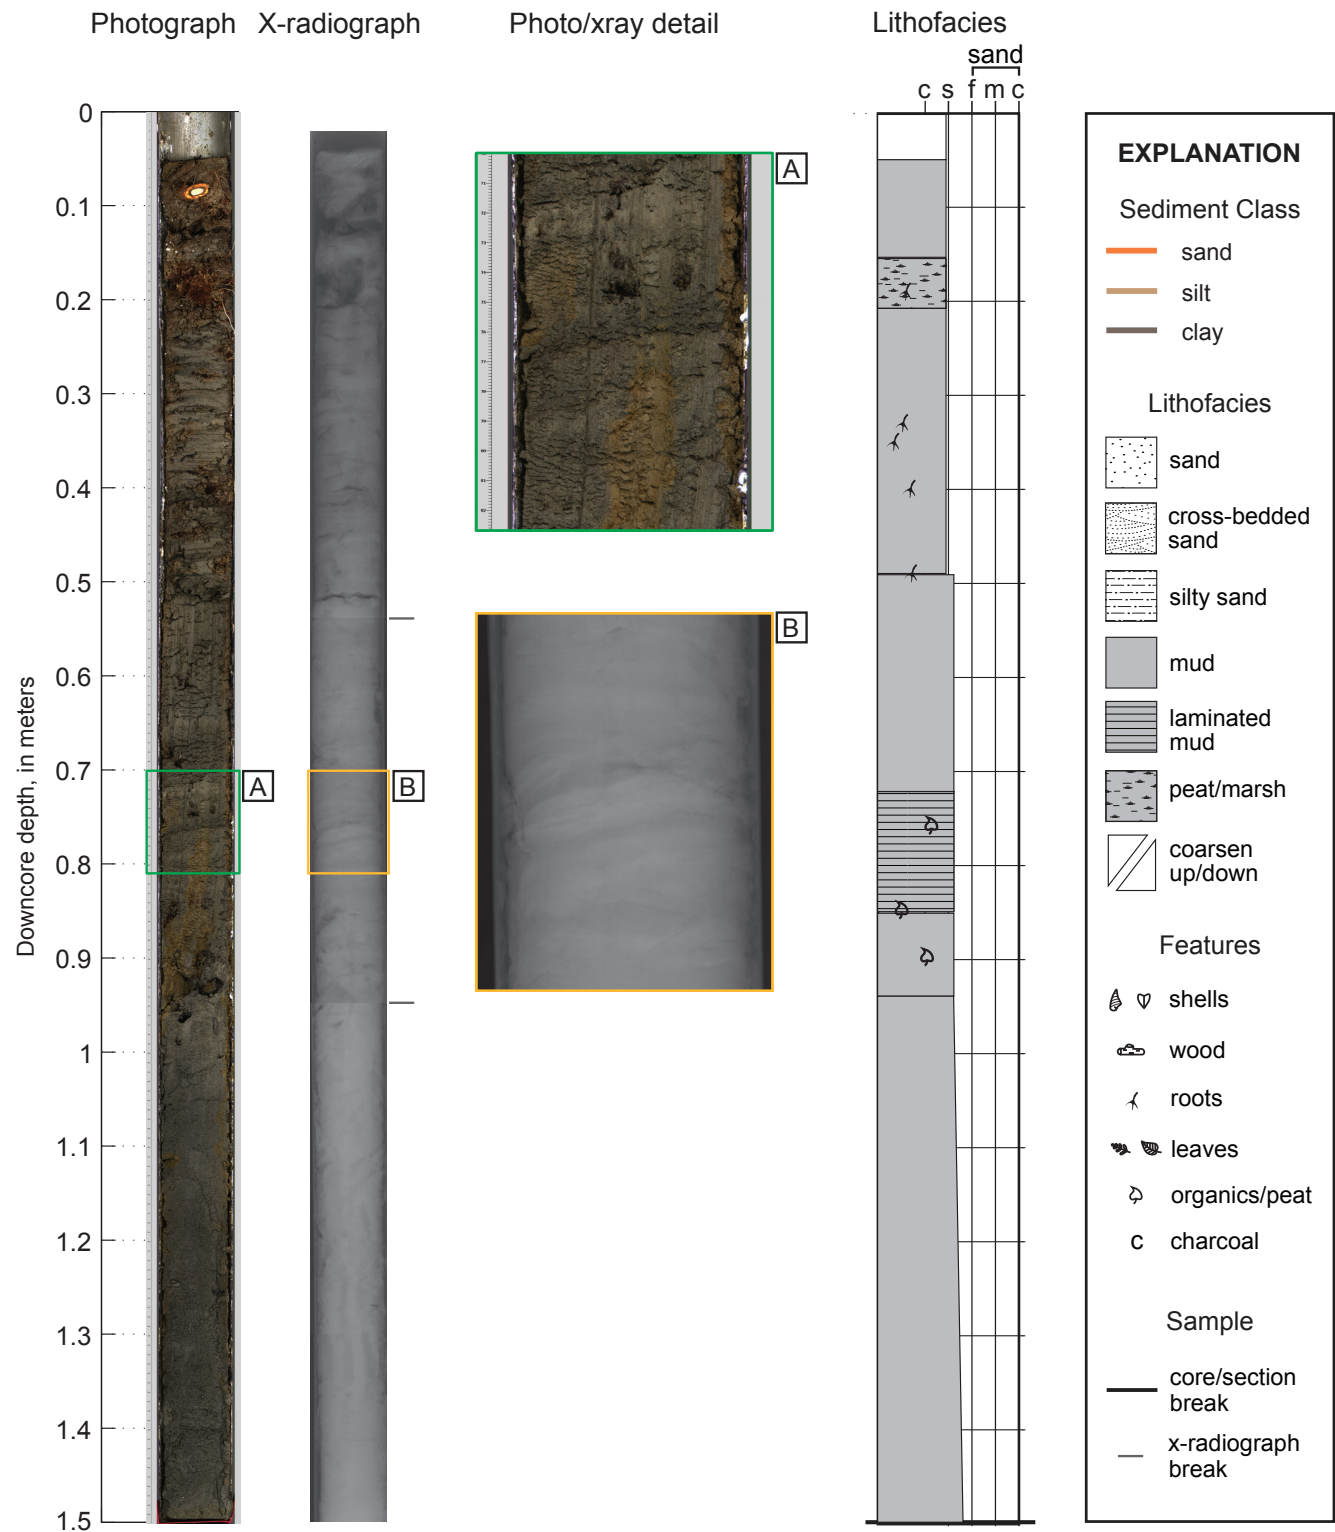 Photograph
X-radiograph
Photo/xray detail
Lithofacies
sand
c s f m c
0
0.1
0.2
0.3
0.4
0.5
0.6
0.7
0.8
0.9
1
1.1
1.2
1.3
1.4
1.5
Downcore depth, in meters
A
B
A
B
EXPLANATION
Sediment Class
sand
silt
clay
Lithofacies
sand
cross-bedded
sand
silty sand
mud
laminated
mud
peat/marsh
coarsen
up/down
Features
shells
wood
roots
leaves
organics/peat
c charcoal
Sample
core/section
break
x-radiograph
break